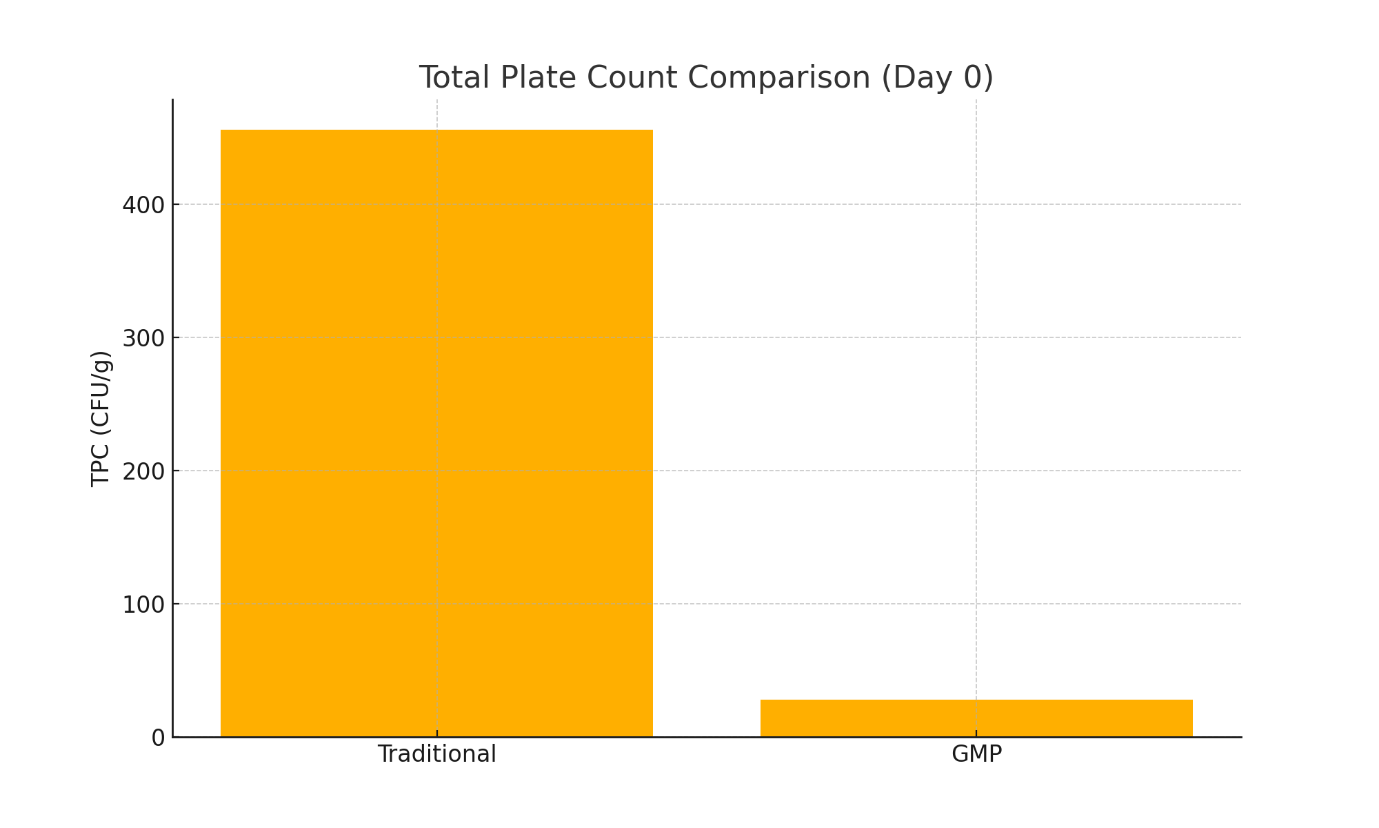 Total Plate Count Comparison (Day 0)
TPC (CFU/g)
400
300
200
100
0
Traditional
GMP